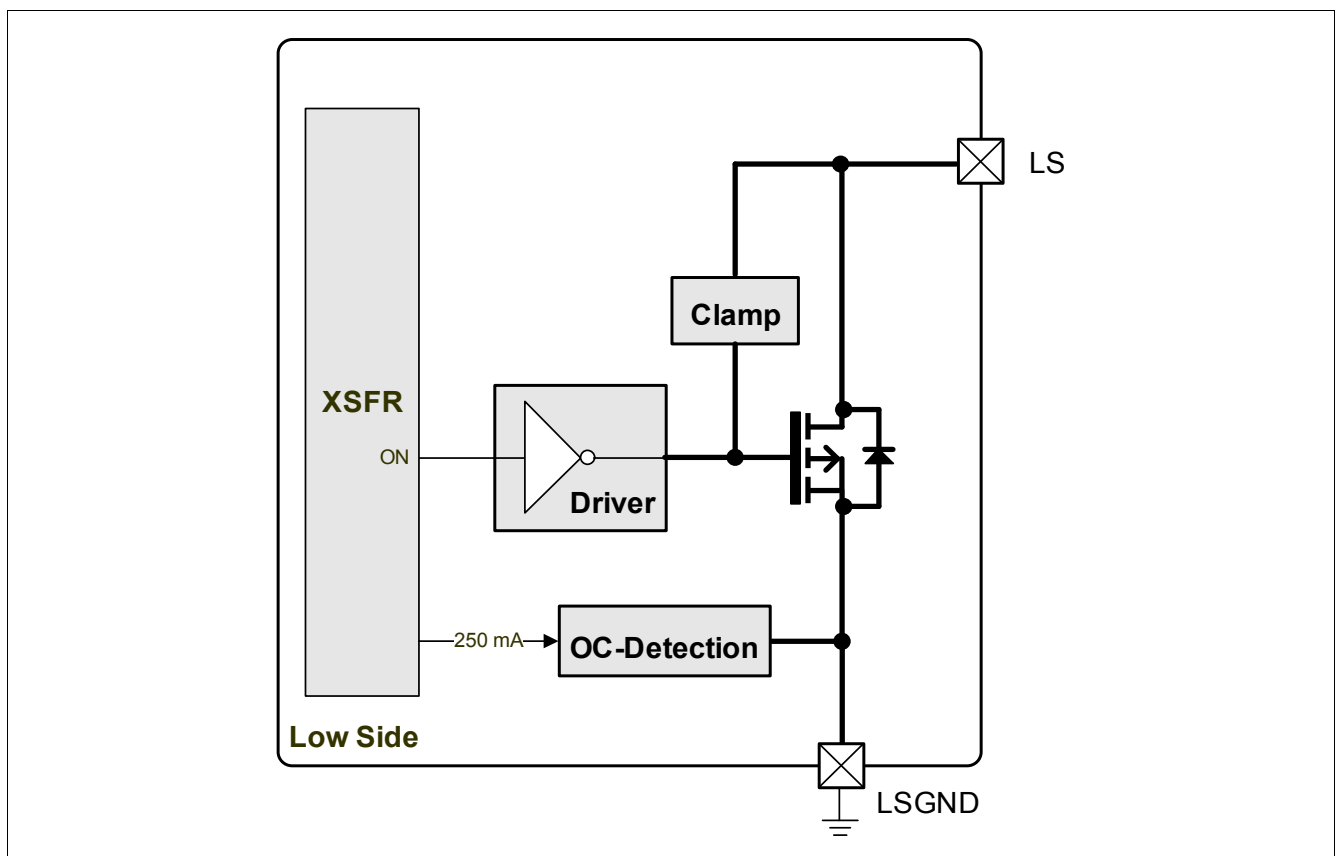 LS
Clamp
XSFR
ON
Driver
250 mA
OC-Detection
Low Side
LSGND